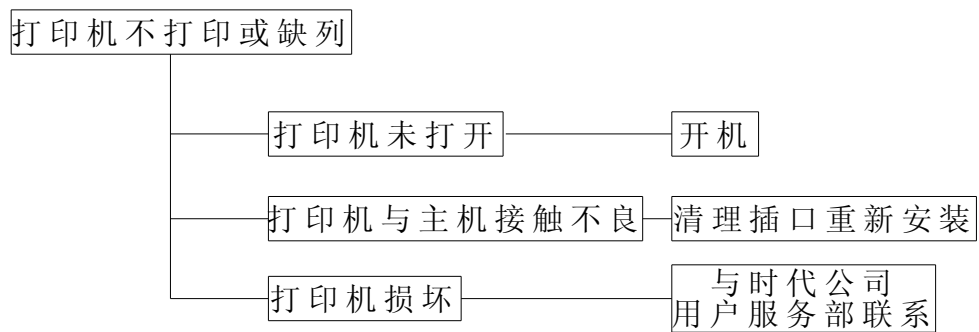 打印机不打印或缺列
打印机未打开
开机
打印机与主机接触不良
清理插口重新安装
打印机损坏
与时代公司
用户服务部联系